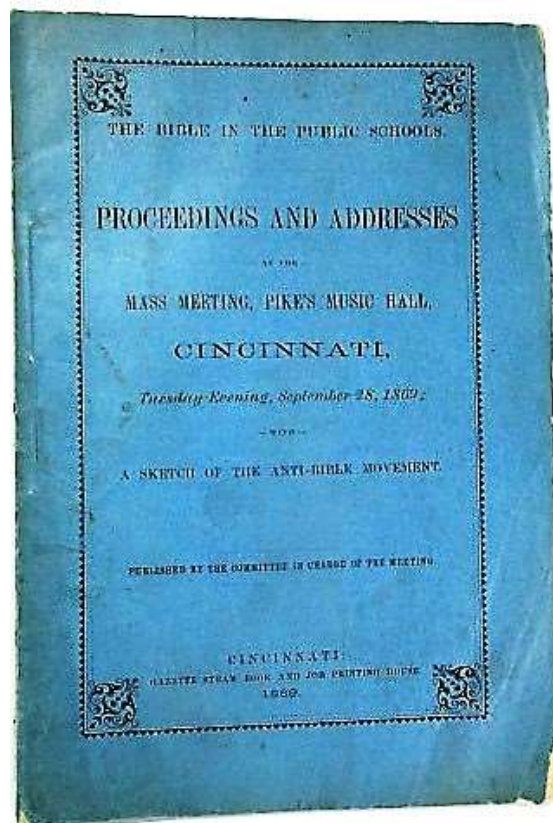 THE BIBLE IN THE PUBLIC SCHOOLS.
PROCEEDINGS AND ADDRESSES
AT THE
MASS MEETING, PIKE'S MUSIC HALL,
CINCINNATI,
Tuesday Evening, September 28, 1869;
—WITH—
A SKETCH OF THE ANTI-BIBLE MOVEMENT.
PUBLISHED BY THE COMMITTEE IN CHARGE OF THE MEETING.
CINCINNATI:
GAZETTE STEAM BOOK AND JOB PRINTING HOUSE.
1869.